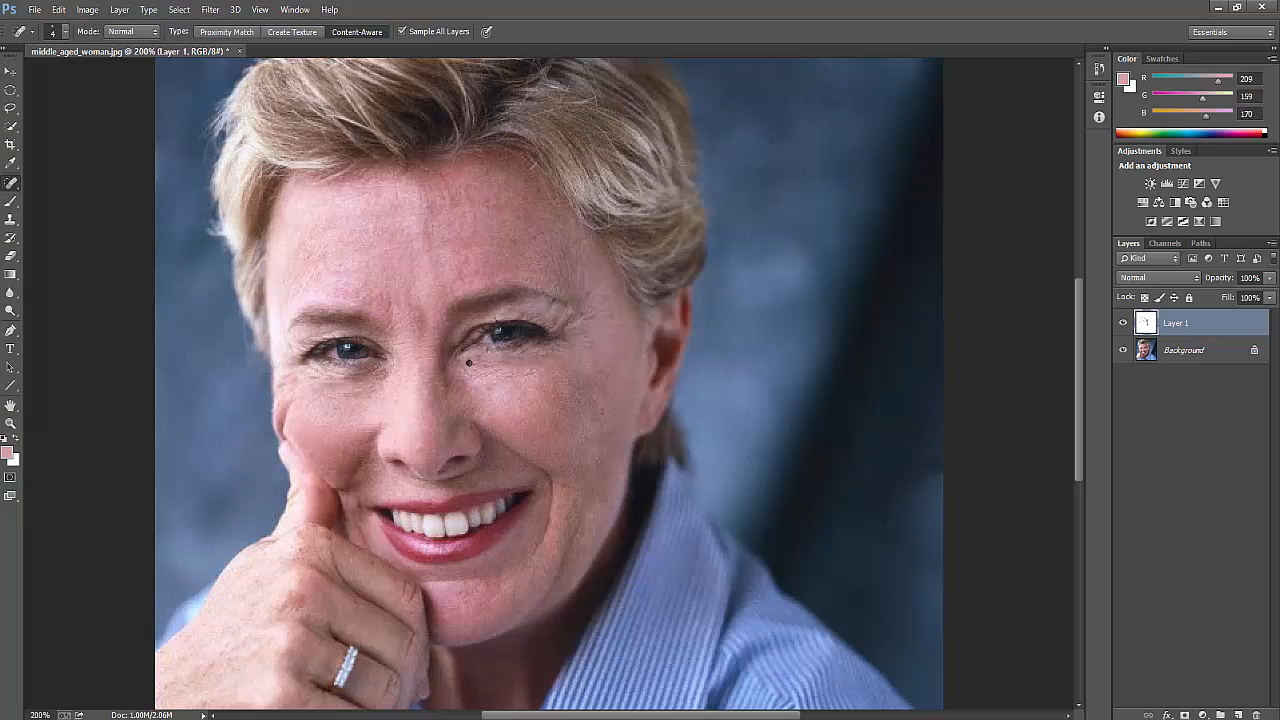 Ps File Edit Image Layer Type Select Filter 3D View Window Help
4 Mode: Normal Type: Proximity Match Create Texture Content-Aware Sample All Layers Essentials
middle_aged_woman.jpg @ 200% (Layer 1, RGB/8#) * ×
Color Swatches
R 209
G 159
B 170
Adjustments Styles
Add an adjustment
Layers Channels Paths
Kind
Normal Opacity: 100%
Lock: Fill: 100%
Layer 1
Background
200% Doc: 1.00M/2.06M